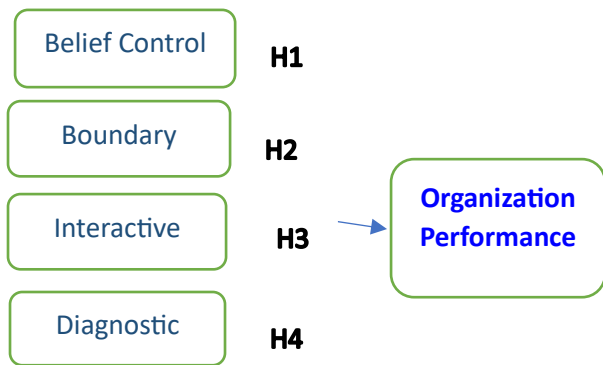 Belief Control
H1
Boundary
H2
Interactive
H3
Diagnostic
H4
Organization
Performance